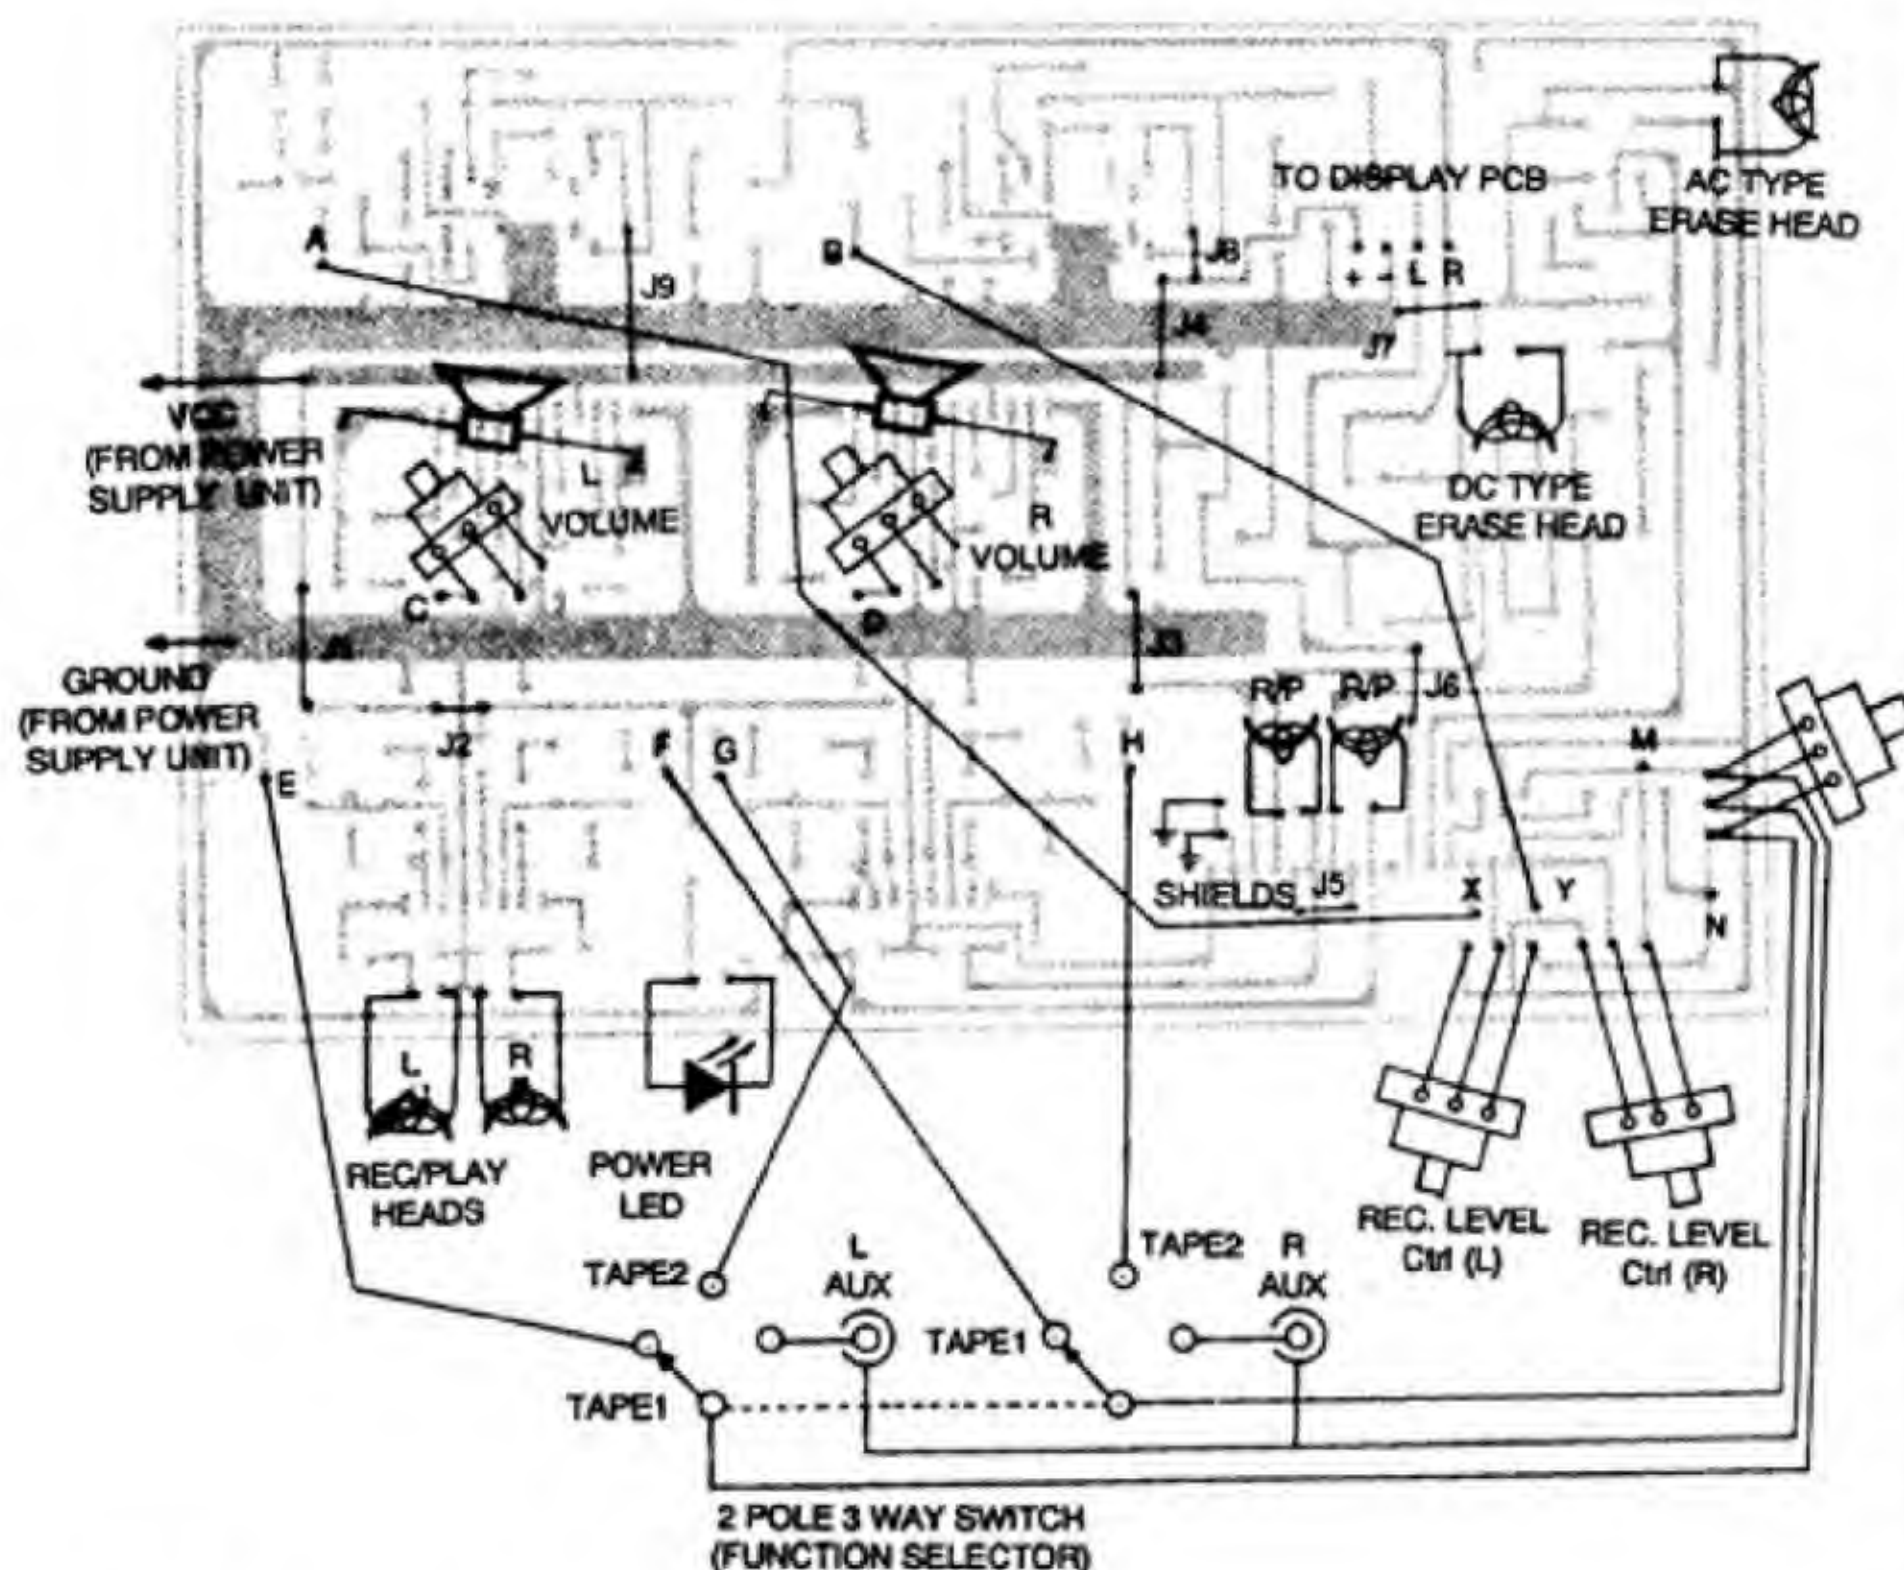 TO DISPLAY PCB
AC TYPE
ERASE HEAD
A
B
J8
+ - L R
J9
J4
J7
VCC
(FROM POWER
SUPPLY UNIT)
L
VOLUME
R
VOLUME
DC TYPE
ERASE HEAD
C
D
J3
GROUND
(FROM POWER
SUPPLY UNIT)
R/P
R/P
J6
J2
E
F
G
H
M
SHIELDS
J5
X
Y
N
L
R
REC/PLAY
HEADS
POWER
LED
REC. LEVEL
Ctrl (L)
REC. LEVEL
Ctrl (R)
TAPE2
L
AUX
TAPE2
R
AUX
TAPE1
TAPE1
2 POLE 3 WAY SWITCH
(FUNCTION SELECTOR)